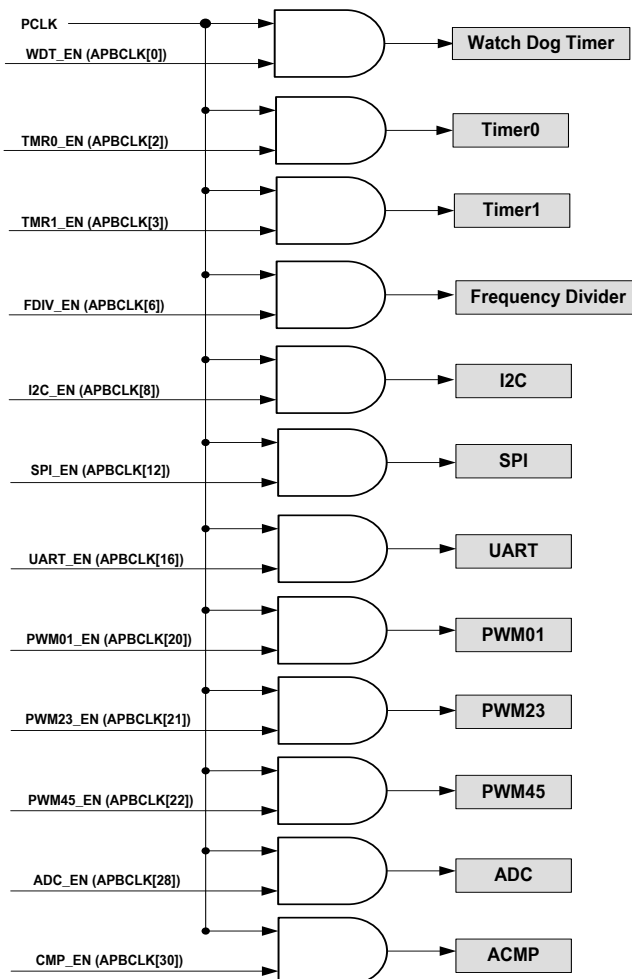 PCLK
WDT_EN (APBCLK[0])
Watch Dog Timer
TMR0_EN (APBCLK[2])
Timer0
TMR1_EN (APBCLK[3])
Timer1
FDIV_EN (APBCLK[6])
Frequency Divider
I2C_EN (APBCLK[8])
I2C
SPI_EN (APBCLK[12])
SPI
UART_EN (APBCLK[16])
UART
PWM01_EN (APBCLK[20])
PWM01
PWM23_EN (APBCLK[21])
PWM23
PWM45_EN (APBCLK[22])
PWM45
ADC_EN (APBCLK[28])
ADC
CMP_EN (APBCLK[30])
ACMP